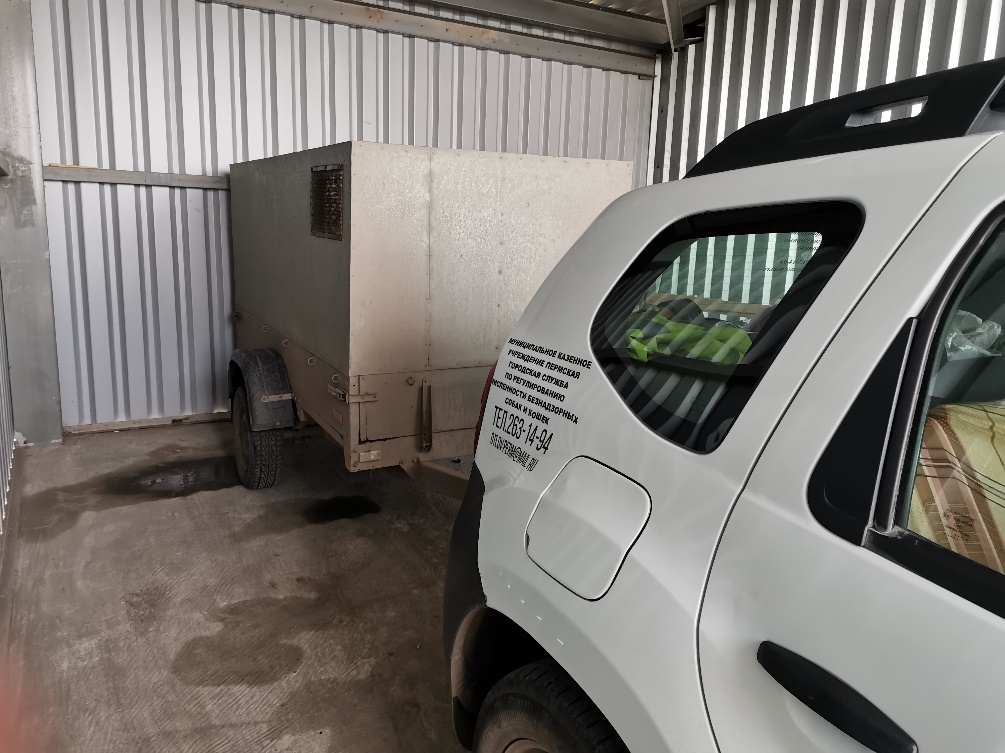 МУНИЦИПАЛЬНОЕ КАЗЕННОЕ
УЧРЕЖДЕНИЕ ПЕРМСКАЯ
ГОРОДСКАЯ СЛУЖБА
ПО РЕГУЛИРОВАНИЮ
ЧИСЛЕННОСТИ БЕЗНАДЗОРНЫХ
СОБАК И КОШЕК
ТЕЛ.263-14-94